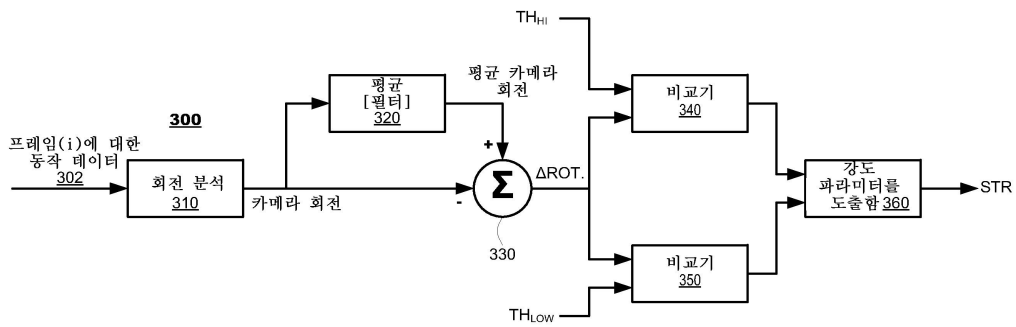 TH_HI
평균
[필터]
320
평균 카메라
회전
비교기
340
300
프레임(i)에 대한
동작 데이터
302
회전 분석
310
카메라 회전
+
-
Σ
330
ΔROT.
강도
파라미터를
도출함 360
STR
비교기
350
TH_LOW